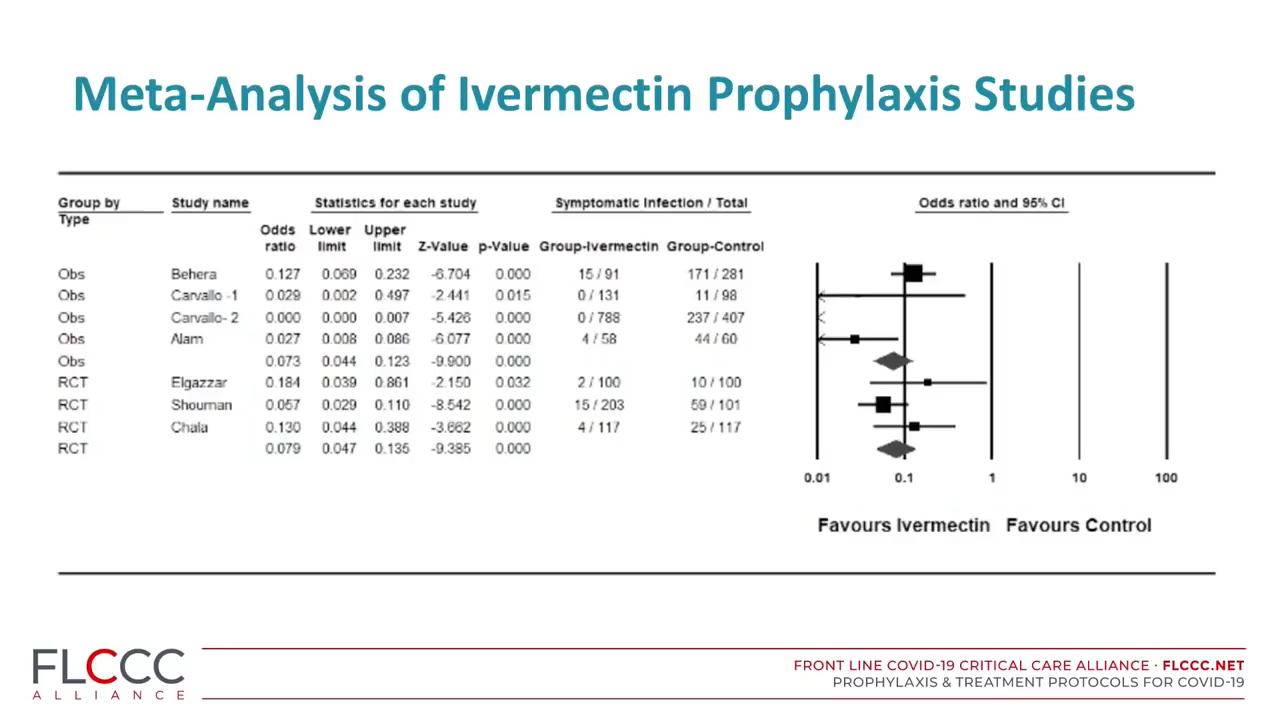 Meta-Analysis of Ivermectin Prophylaxis Studies
Group by Type Study name Statistics for each study Symptomatic Infection / Total Odds ratio and 95% CI
Odds ratio Lower limit Upper limit Z-Value p-Value Group-Ivermectin Group-Control
Obs Behera 0.127 0.069 0.232 -6.704 0.000 15 / 91 171 / 281
Obs Carvallo -1 0.029 0.002 0.497 -2.441 0.015 0 / 131 11 / 98
Obs Carvallo- 2 0.000 0.000 0.007 -5.426 0.000 0 / 788 237 / 407
Obs Alam 0.027 0.008 0.086 -6.077 0.000 4 / 58 44 / 60
Obs 0.073 0.044 0.123 -9.900 0.000
RCT Elgazzar 0.184 0.039 0.861 -2.150 0.032 2 / 100 10 / 100
RCT Shouman 0.057 0.029 0.110 -8.542 0.000 15 / 203 59 / 101
RCT Chala 0.130 0.044 0.388 -3.662 0.000 4 / 117 25 / 117
RCT 0.079 0.047 0.135 -9.385 0.000
0.01 0.1 1 10 100
Favours Ivermectin Favours Control
FLCCC
ALLIANCE
FRONT LINE COVID-19 CRITICAL CARE ALLIANCE · FLCCC.NET
PROPHYLAXIS & TREATMENT PROTOCOLS FOR COVID-19